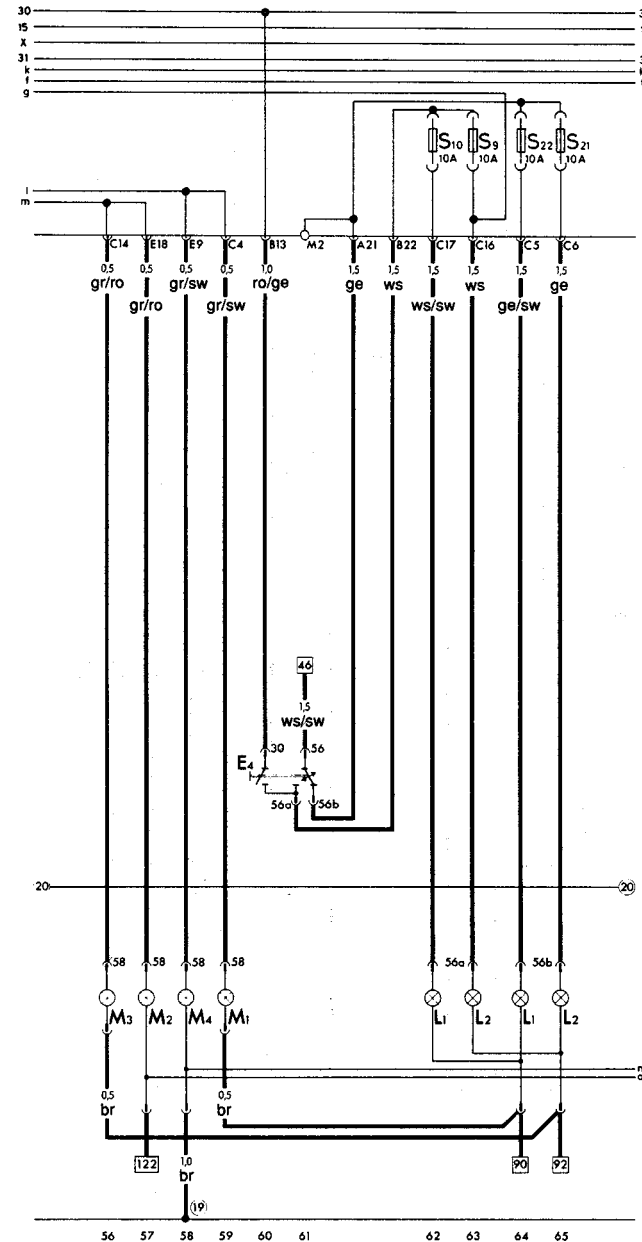 30
15
X
31
k
f
g
S10 S9 S22 S21
10A 10A 10A 10A
l
m
C14 E18 E9 C4 B13 M2 A21 B22 C17 C16 C5 C6
0,5 0,5 0,5 0,5 1,0 1,5 1,5 1,5 1,5 1,5 1,5
gr/ro gr/sw ro/ge ge ws ws ge
gr/ro gr/sw ws/sw ge/sw
46
1,5
ws/sw
30 56
E4
56a 56b
20 20
58 58 58 58 56a 56b
M3 M2 M4 M1 L1 L2 L1 L2
n
o
0,5 0,5
br br
122 90 92
1,0
br
19
56 57 58 59 60 61 62 63 64 65